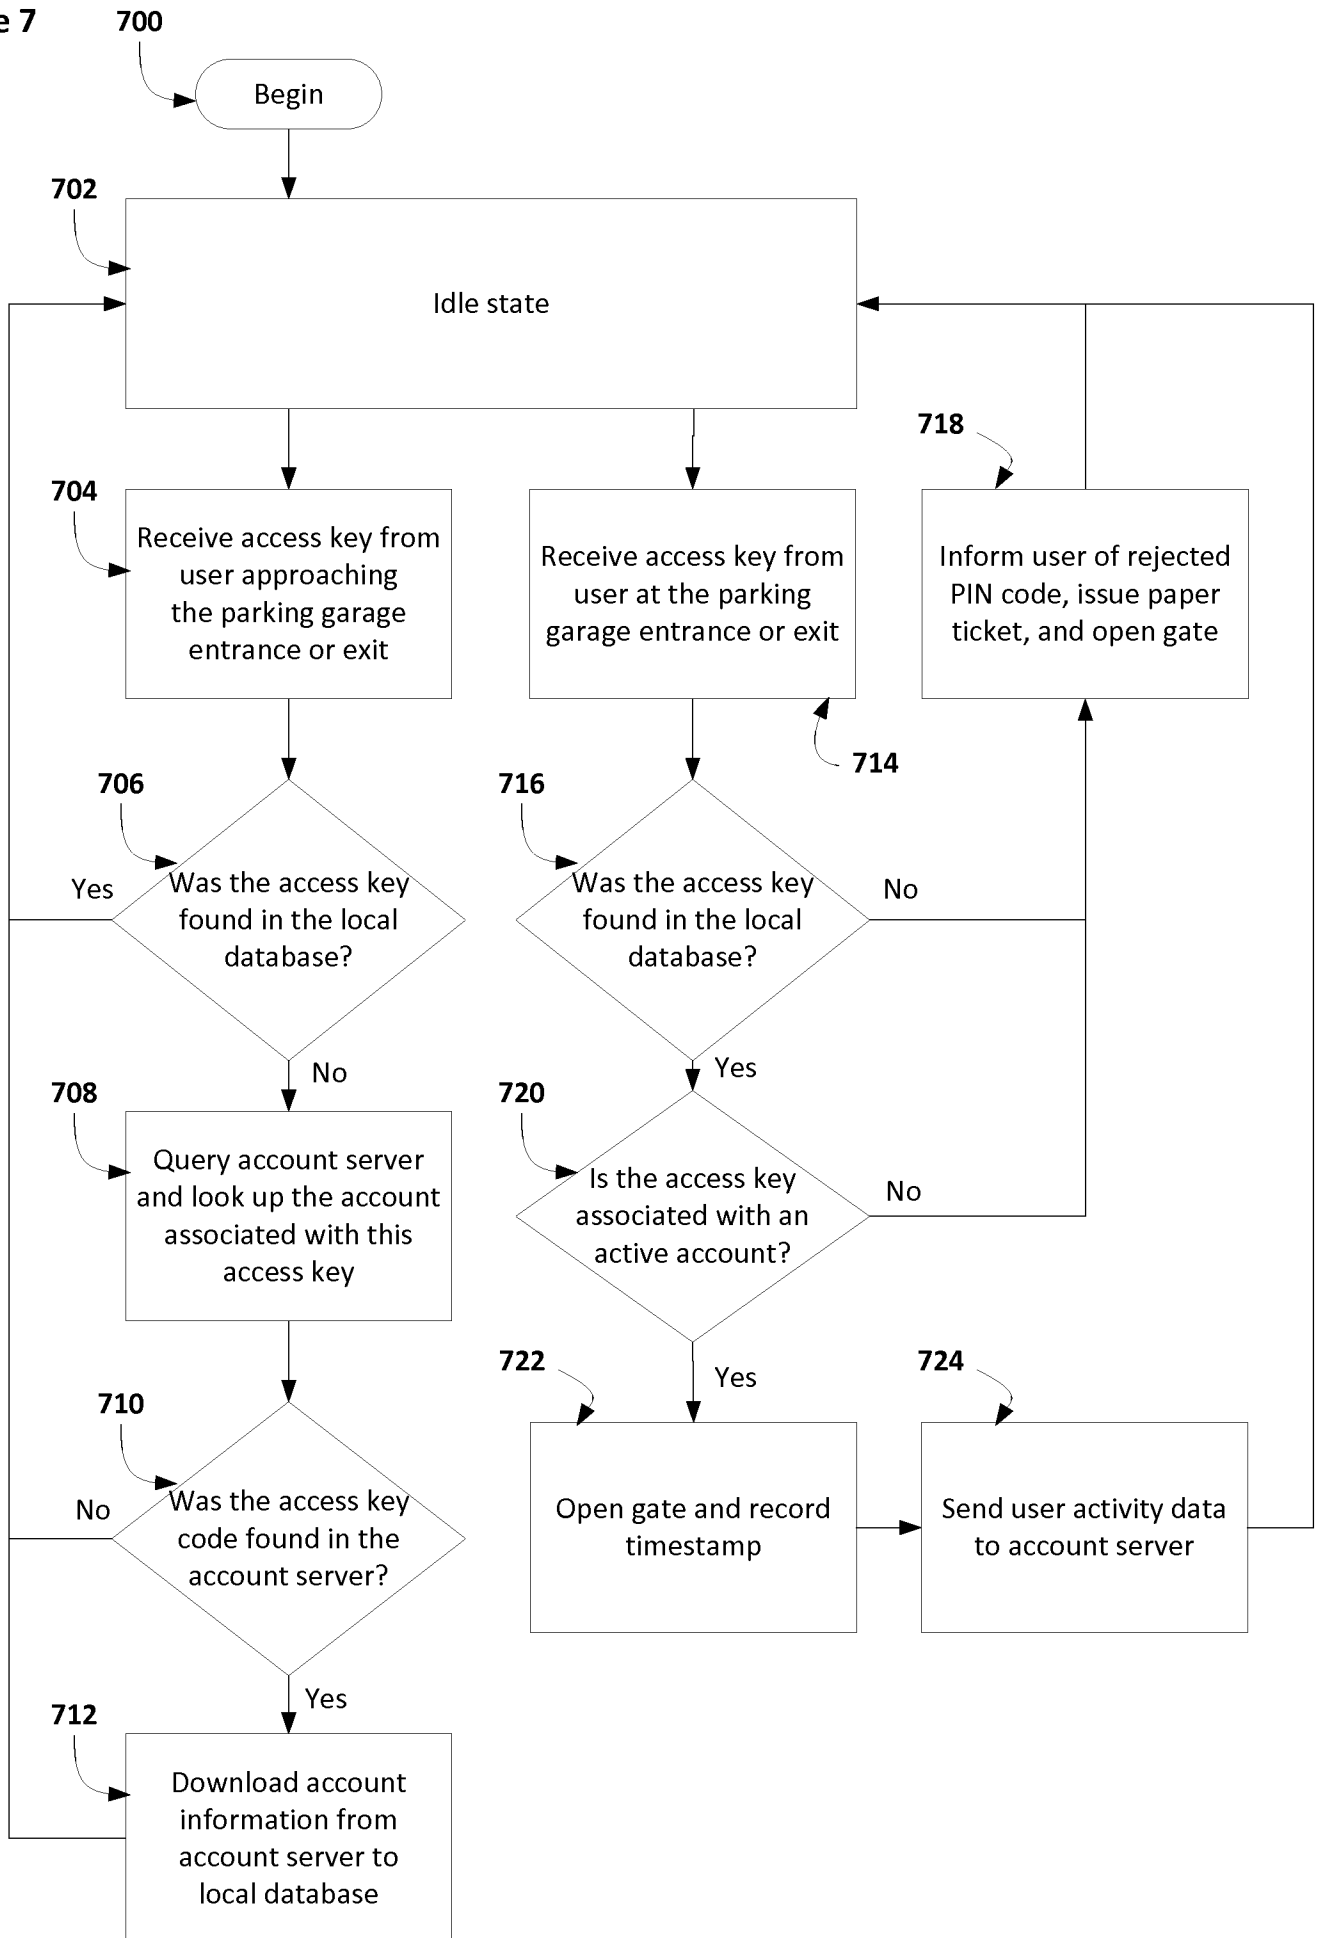 e 7
700
Begin
702
Idle state
718
704
Receive access key from
user approaching
the parking garage
entrance or exit
Receive access key from
user at the parking
garage entrance or exit
Inform user of rejected
PIN code, issue paper
ticket, and open gate
714
706
716
Yes
Was the access key
found in the local
database?
Was the access key
found in the local
database?
No
No
Yes
708
720
Query account server
and look up the account
associated with this
access key
Is the access key
associated with an
active account?
No
722
724
Yes
710
No
Was the access key
code found in the
account server?
Open gate and record
timestamp
Send user activity data
to account server
Yes
712
Download account
information from
account server to
local database